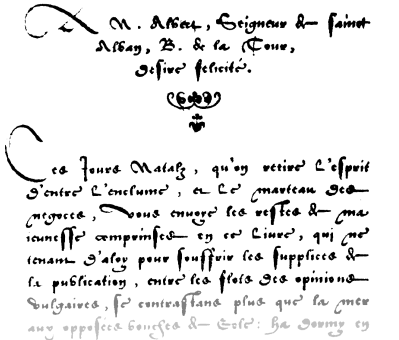 A N. Albert, Seigneur de sainct
Alban, B. de la Tour,
desire felicité.
Ces Jours Natalz, qu'on retire l'esprit
d'entre l'enclume, et le marteau des
negoces, Vous envoye les restes de ma
ieunesse comprinses en ce livre, qui ne
tenant d'aloy pour souffrir les supplices de
la publication, entre les flots des opinions
vulgaires, se contrastans plus que la mer
aux opposées bouches de Eole: ha dormy en